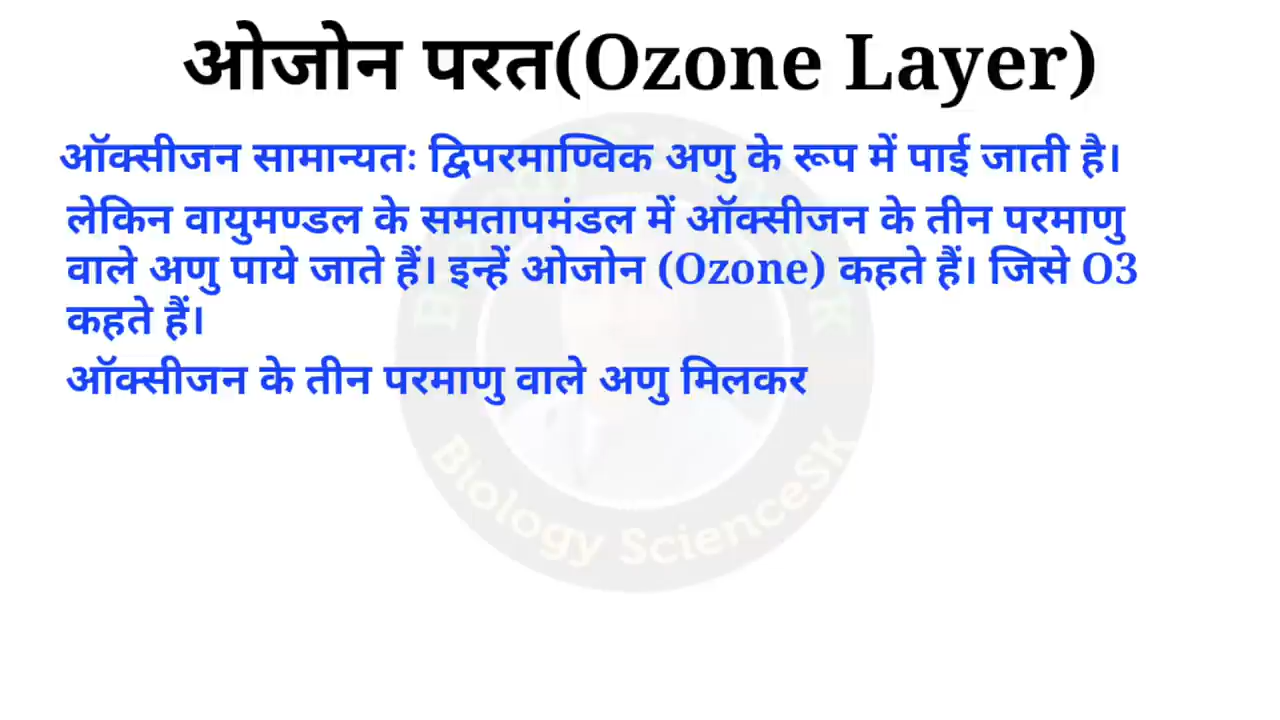 ओजोन परत(Ozone Layer)
ऑक्सीजन सामान्यतः द्विपरमाण्विक अणु के रूप में पाई जाती है।
लेकिन वायुमण्डल के समतापमंडल में ऑक्सीजन के तीन परमाणु
वाले अणु पाये जाते हैं। इन्हें ओजोन (Ozone) कहते हैं। जिसे O3
कहते हैं।
ऑक्सीजन के तीन परमाणु वाले अणु मिलकर
Biology ScienceSK